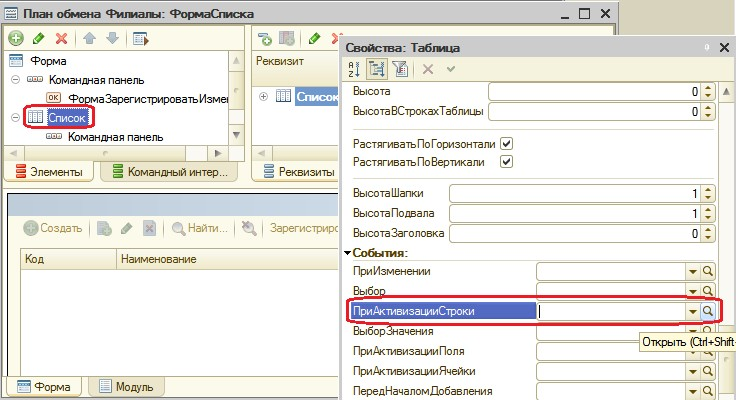 План обмена Филиалы: ФормаСписка
Форма
Командная панель
ФормаЗарегистрироватьИзме
Список
Командная панель
Элементы
Командный интер...
Реквизит
Список
Реквизиты
Создать
Найти...
Зарегистриро
Код
Наименование
Форма
Модуль
Свойства: Таблица
Высота 0
ВысотаВСтрокахТаблицы 0
РастягиватьПоГоризонтали
РастягиватьПоВертикали
ВысотаШапки 1
ВысотаПодвала 1
ВысотаЗаголовка 0
События:
ПриИзменении
Выбор
ПриАктивизацииСтроки
ВыборЗначения
Открыть (Ctrl+Shift-
ПриАктивизацииПоля
ПриАктивизацииЯчейки
ПередНачаломДобавления